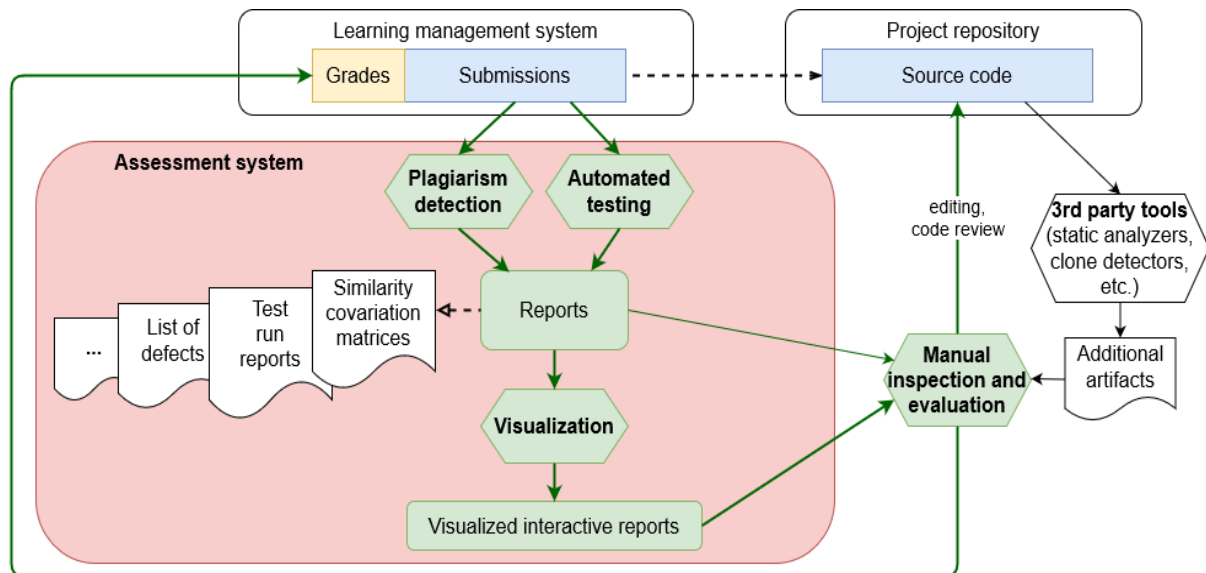 Learning management system
Project repository
Grades
Submissions
Source code
Assessment system
Plagiarism
detection
Automated
testing
editing,
code review
3rd party tools
(static analyzers,
clone detectors,
etc.)
Similarity
covariation
matrices
Reports
Test
run
reports
List of
defects
...
Manual
inspection and
evaluation
Additional
artifacts
Visualization
Visualized interactive reports